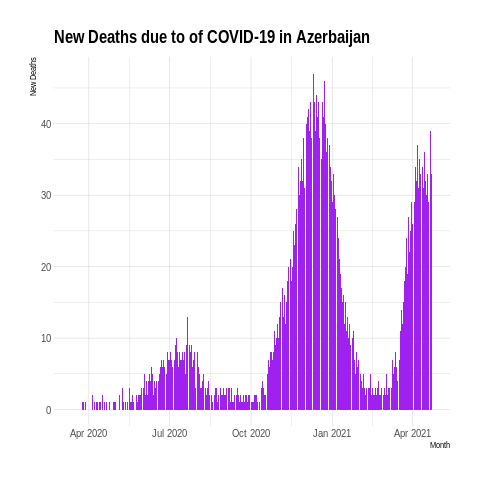 New Deaths due to of COVID-19 in Azerbaijan
New Deaths
40
30
20
10
0
Apr 2020 Jul 2020 Oct 2020 Jan 2021 Apr 2021
Month